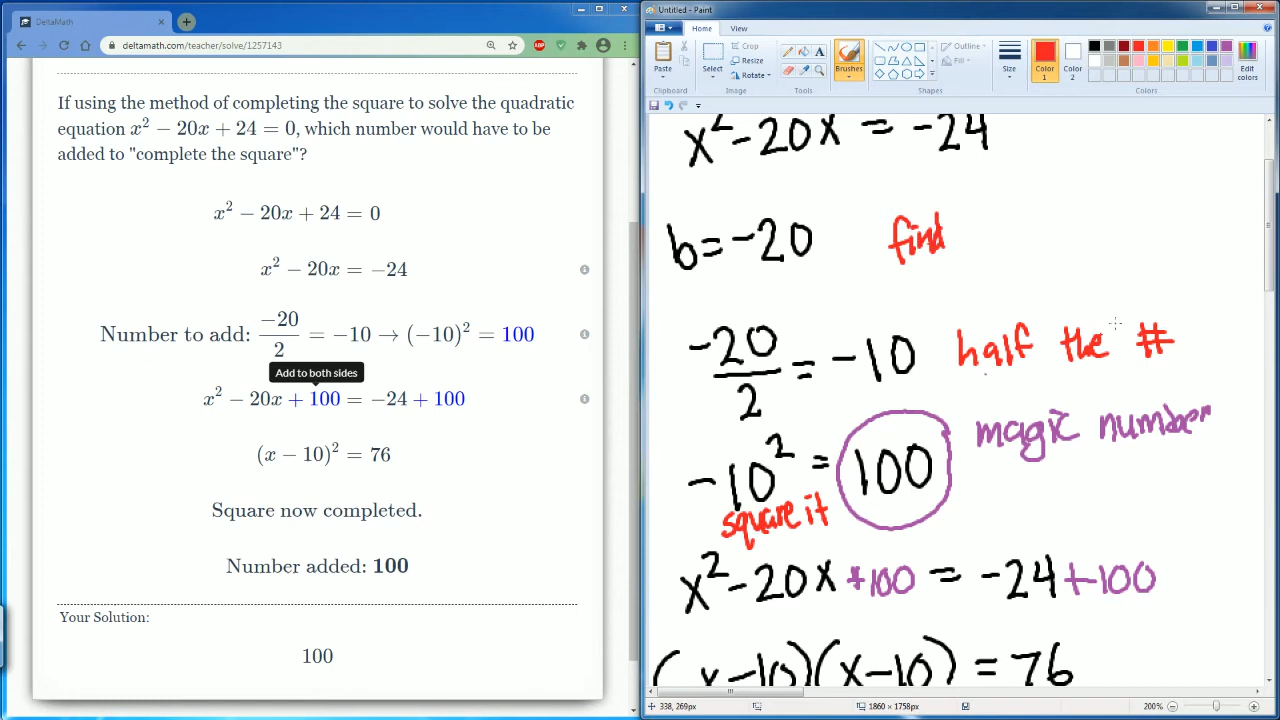 DeltaMath
deltamath.com/teacher/solve/1257143
If using the method of completing the square to solve the quadratic
equation x² − 20x + 24 = 0, which number would have to be
added to "complete the square"?
x² − 20x + 24 = 0
x² − 20x = −24
Number to add: −20/2 = −10 → (−10)² = 100
Add to both sides
x² − 20x + 100 = −24 + 100
(x − 10)² = 76
Square now completed.
Number added: 100
Your Solution:
100
Untitled - Paint
Home View
Paste
Select
Crop
Resize
Rotate
Brushes
Outline
Fill
Size
Color 1
Color 2
Edit colors
Clipboard Image Tools Shapes Colors
x²-20x = -24
b=-20 find
-20/2 = -10 half the #
magic number
-10² = 100
square it
x²-20x+100 = -24+100
(x-10)(x-10) = 76
338, 269px 1860 × 1758px 200%